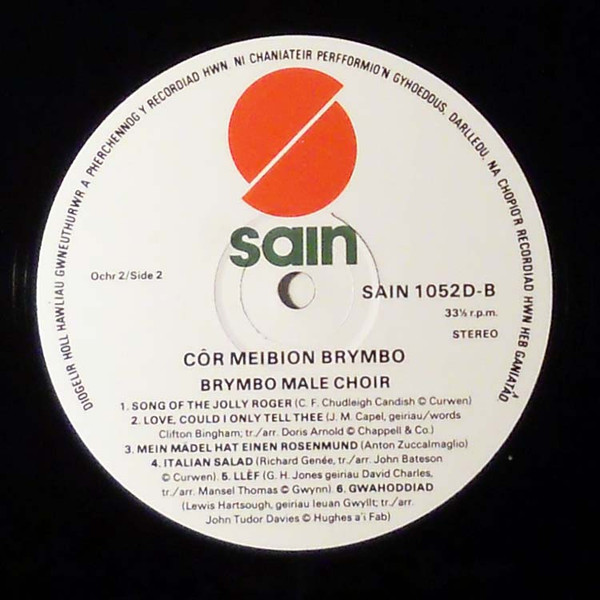 DIOGELIR HOLL HAWLIAU GWNEUTHURWR A PHERCHENNOG Y RECORDIAD HWN. NI CHANIATEIR PERFFORMIO'N GYHOEDDUS, DARLLEDU, NA CHOPIO'R RECORDIAD HWN HEB GANIATÂD
sain
Ochr 2/Side 2
SAIN 1052D-B
33⅓ r.p.m.
STEREO
CÔR MEIBION BRYMBO
BRYMBO MALE CHOIR
1. SONG OF THE JOLLY ROGER (C. F. Chudleigh Candish © Curwen)
2. LOVE, COULD I ONLY TELL THEE (J. M. Capel, geiriau/words
Clifton Bingham; tr./arr. Doris Arnold © Chappell & Co.)
3. MEIN MÄDEL HAT EINEN ROSENMUND (Anton Zuccalmaglio)
4. ITALIAN SALAD (Richard Genée, tr./arr. John Bateson
© Curwen). 5. LLËF (G. H. Jones geiriau David Charles,
tr./arr. Mansel Thomas © Gwynn). 6. GWAHODDIAD
(Lewis Hartsough, geiriau Ieuan Gwyllt; tr./arr.
John Tudor Davies © Hughes a'i Fab)